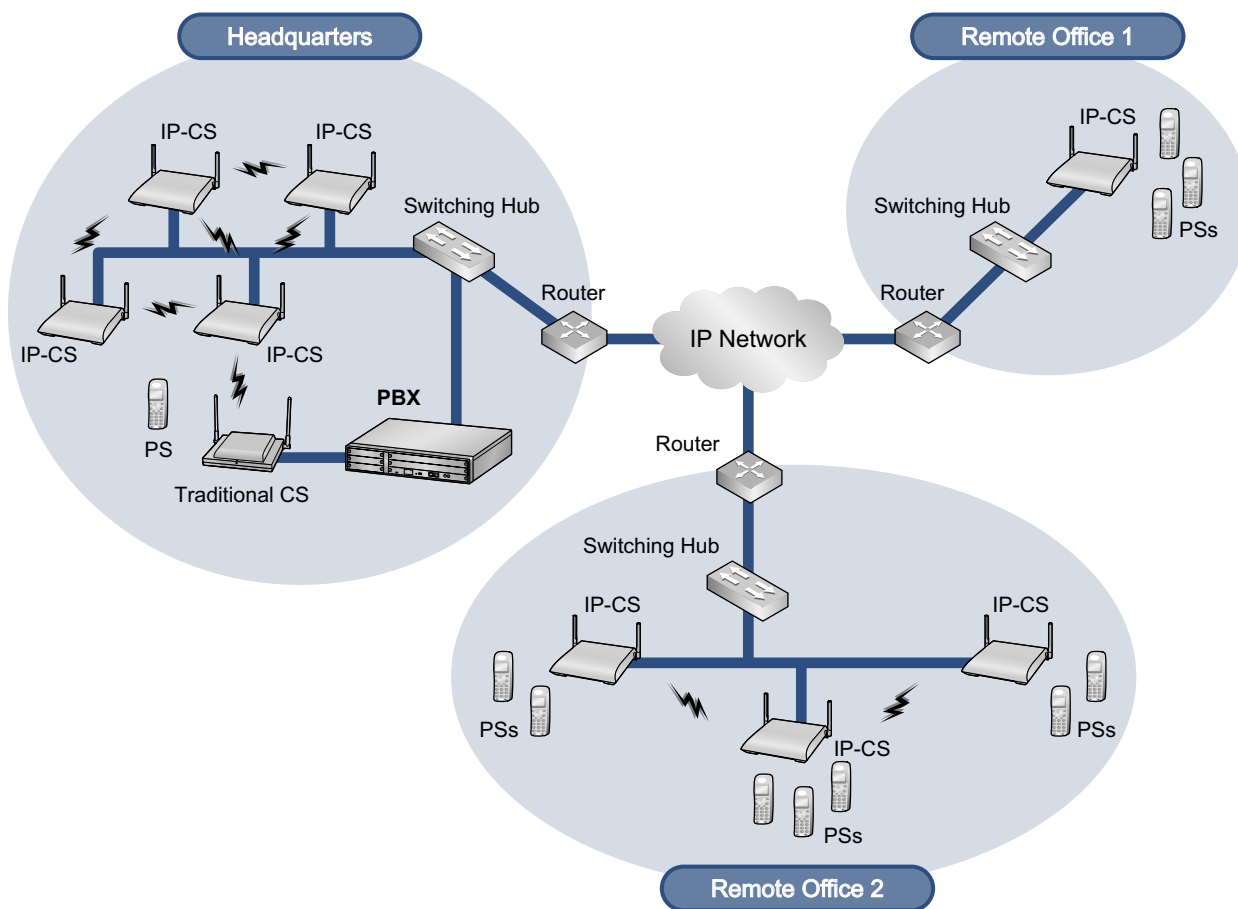 Headquarters
Remote Office 1
IP-CS
IP-CS
Switching Hub
IP-CS
IP-CS
Router
PS
Traditional CS
PBX
IP Network
IP-CS
Switching Hub
PSs
Router
Router
Switching Hub
IP-CS
IP-CS
PSs
IP-CS
PSs
PSs
Remote Office 2